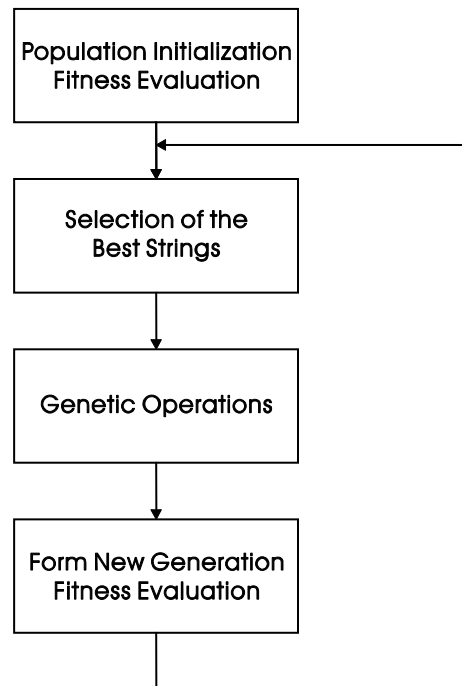 Population Initialization
Fitness Evaluation
Selection of the
Best Strings
Genetic Operations
Form New Generation
Fitness Evaluation